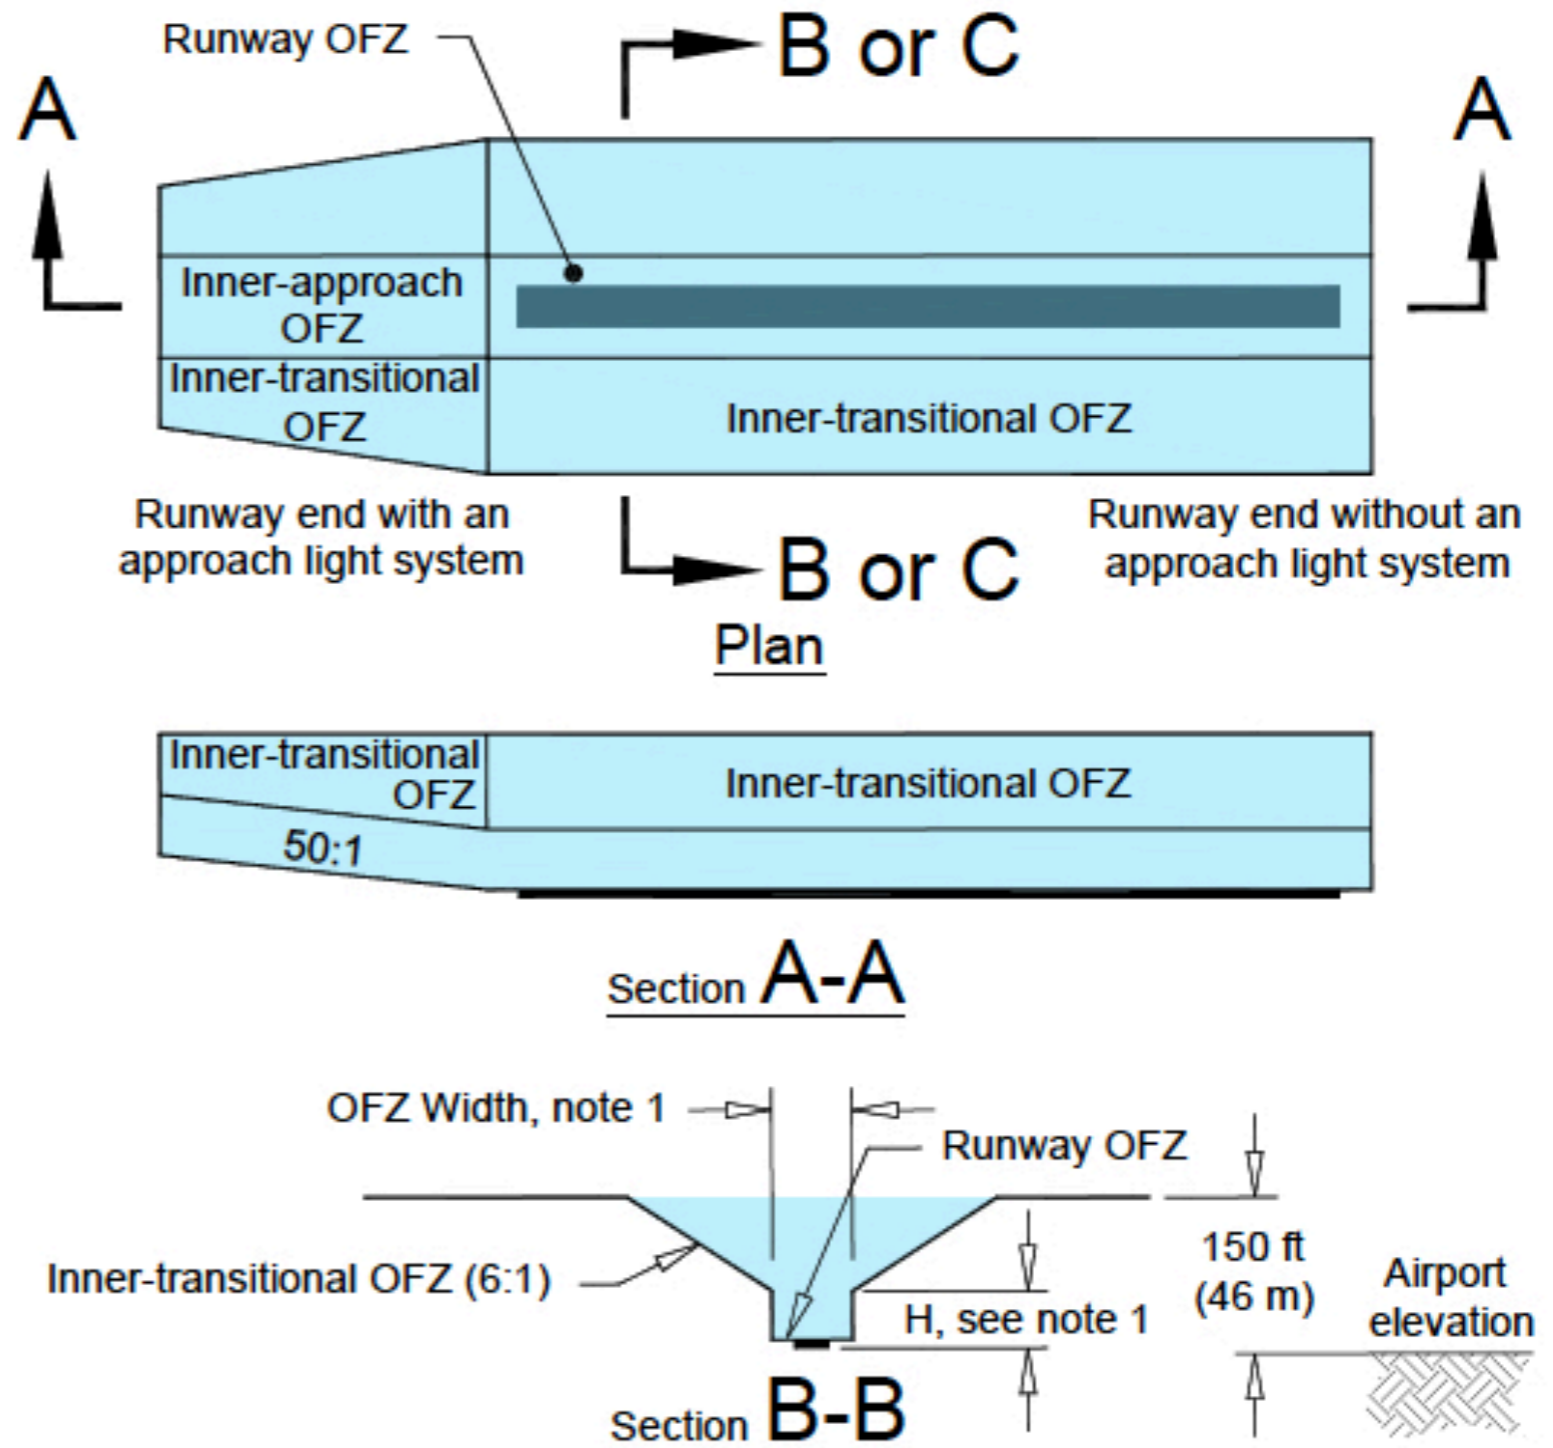 Runway OFZ
B or C
A
A
Inner-approach
OFZ
Inner-transitional
OFZ
Inner-transitional OFZ
Runway end with an
approach light system
B or C
Runway end without an
approach light system
Plan
Inner-transitional
OFZ
Inner-transitional OFZ
50:1
Section A-A
OFZ Width, note 1
Runway OFZ
Inner-transitional OFZ (6:1)
H, see note 1
150 ft
(46 m)
Airport
elevation
Section B-B